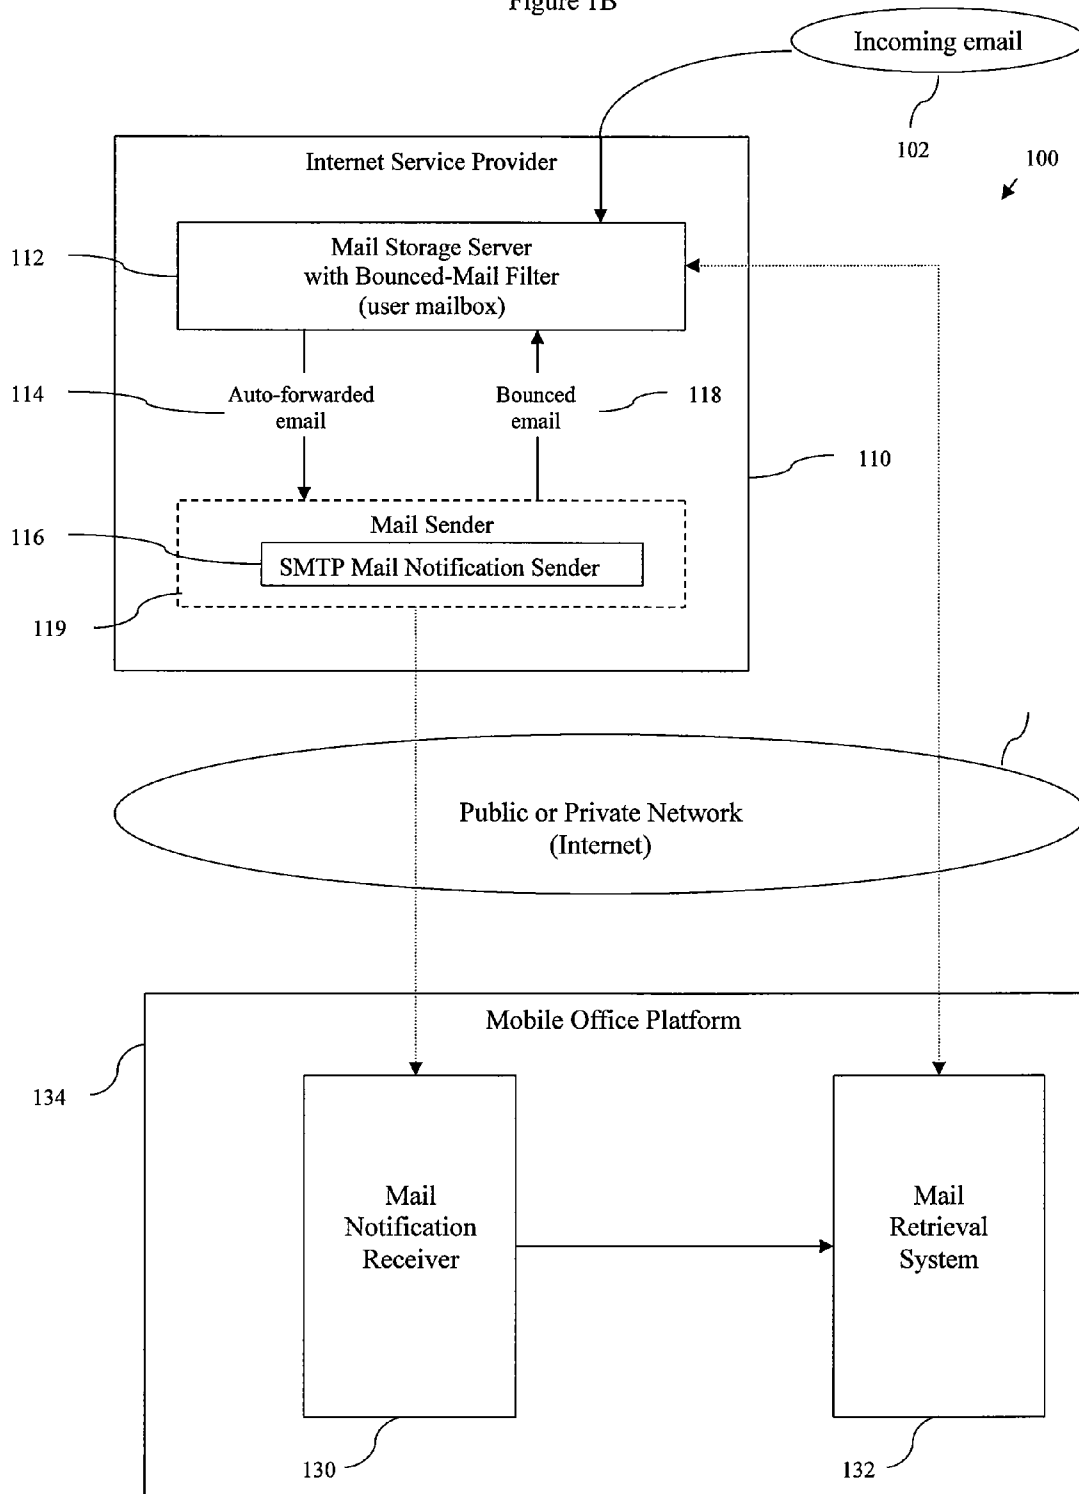 Figure 1B
Incoming email
102
100
Internet Service Provider
112
Mail Storage Server
with Bounced-Mail Filter
(user mailbox)
114
Auto-forwarded
email
Bounced
email
118
110
116
Mail Sender
SMTP Mail Notification Sender
119
Public or Private Network
(Internet)
Mobile Office Platform
134
Mail
Notification
Receiver
Mail
Retrieval
System
130
132